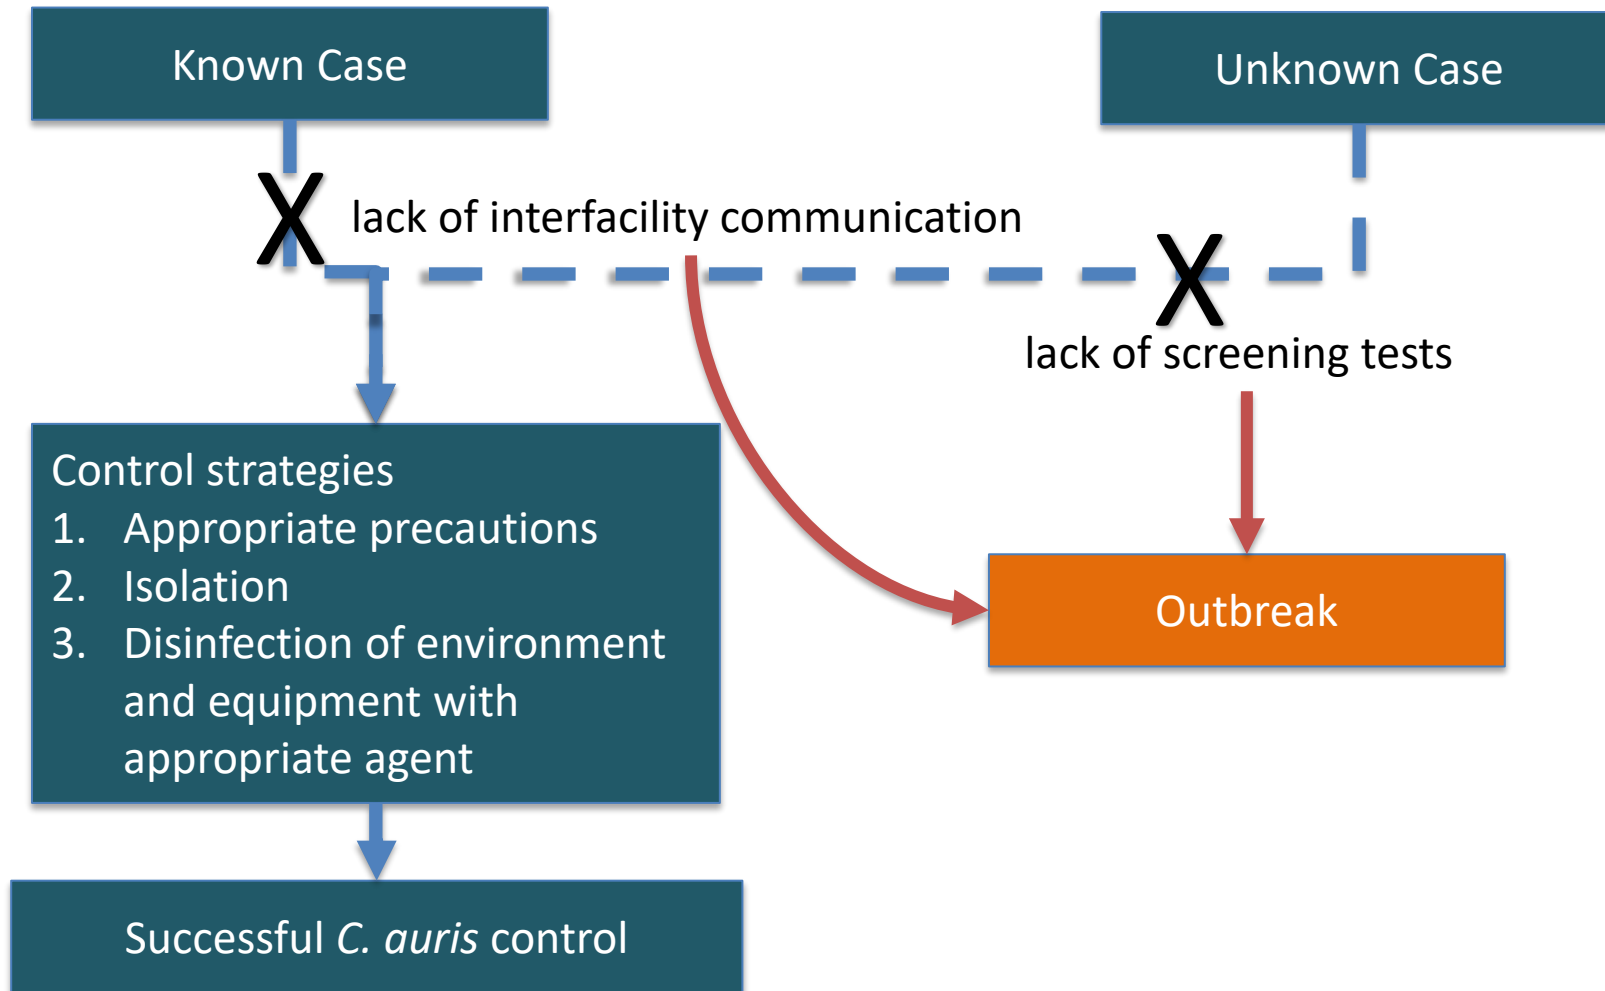 Known Case
Unknown Case
X
lack of interfacility communication
X
lack of screening tests
Control strategies
1. Appropriate precautions
2. Isolation
3. Disinfection of environment
and equipment with
appropriate agent
Outbreak
Successful C. auris control